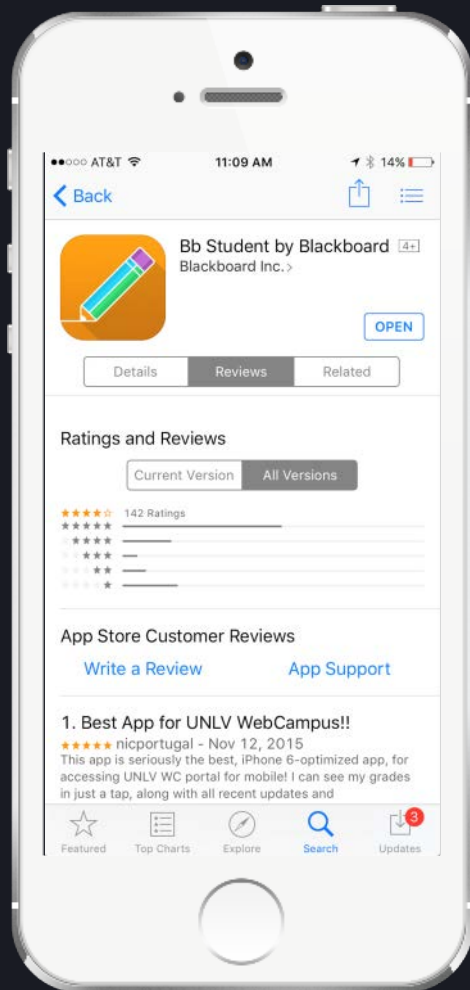 AT&T 11:09 AM 14%
Back
Bb Student by Blackboard 4+
Blackboard Inc. >
OPEN
Details Reviews Related
Ratings and Reviews
Current Version All Versions
★★★★☆ 142 Ratings
★★★★★
★★★★
★★★
★★
★
App Store Customer Reviews
Write a Review App Support
1. Best App for UNLV WebCampus!!
★★★★★ nicportugal - Nov 12, 2015
This app is seriously the best, iPhone 6-optimized app, for
accessing UNLV WC portal for mobile! I can see my grades
in just a tap, along with all recent updates and
Featured Top Charts Explore Search Updates 3